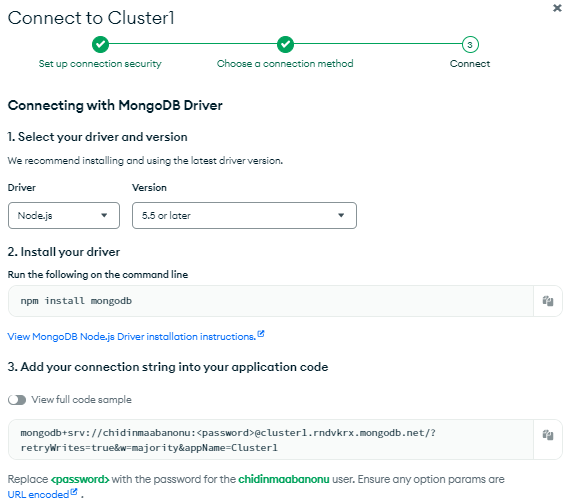 Connect to Cluster1
3
Set up connection security
Choose a connection method
Connect
Connecting with MongoDB Driver
1. Select your driver and version
We recommend installing and using the latest driver version.
Driver
Version
Node.js
5.5 or later
2. Install your driver
Run the following on the command line
npm install mongodb
View MongoDB Node.js Driver installation instructions.
3. Add your connection string into your application code
View full code sample
mongodb+srv://chidinmaabanonu:<password>@cluster1.rndvkrx.mongodb.net/?
retryWrites=true&w=majority&appName=Cluster1
Replace <password> with the password for the chidinmaabanonu user. Ensure any option params are
URL encoded .